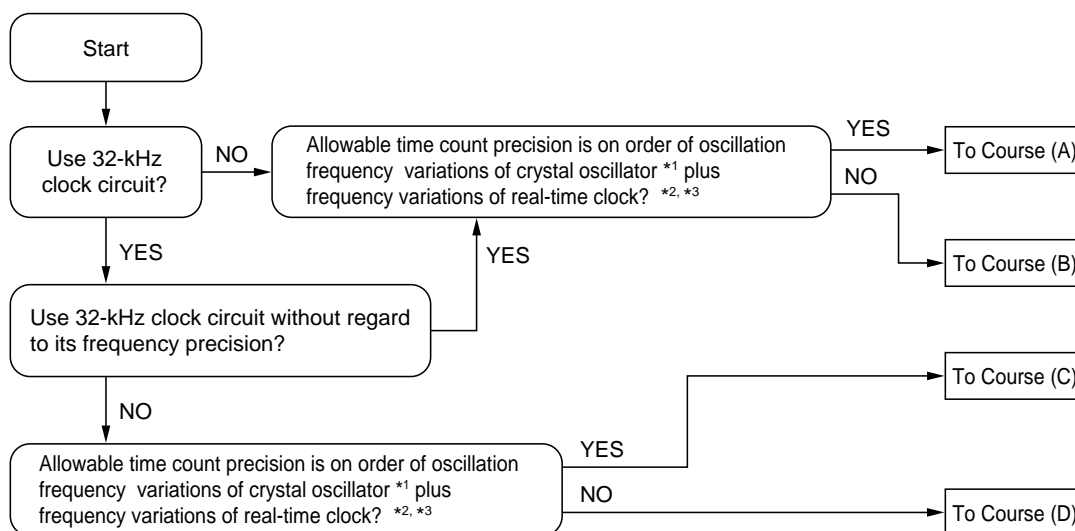 Start
Use 32-kHz
clock circuit?
NO
Allowable time count precision is on order of oscillation
frequency variations of crystal oscillator *1 plus
frequency variations of real-time clock? *2, *3
YES
To Course (A)
NO
To Course (B)
YES
YES
Use 32-kHz clock circuit without regard
to its frequency precision?
To Course (C)
NO
YES
Allowable time count precision is on order of oscillation
frequency variations of crystal oscillator *1 plus
frequency variations of real-time clock? *2, *3
NO
To Course (D)